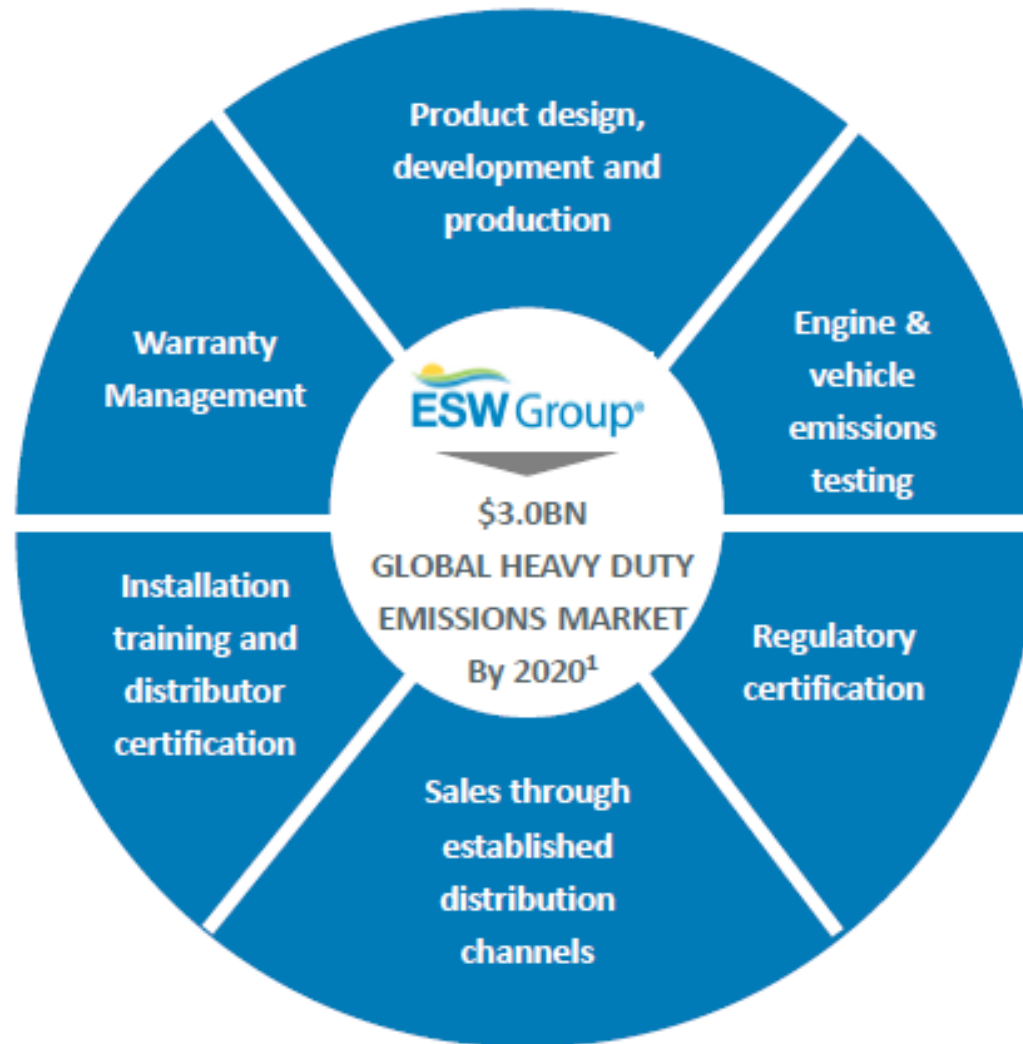 Product design,
development and
production
Engine &
vehicle
emissions
testing
Regulatory
certification
Sales through
established
distribution
channels
Installation
training and
distributor
certification
Warranty
Management
ESW Group®
$3.0BN
GLOBAL HEAVY DUTY
EMISSIONS MARKET
By 2020¹